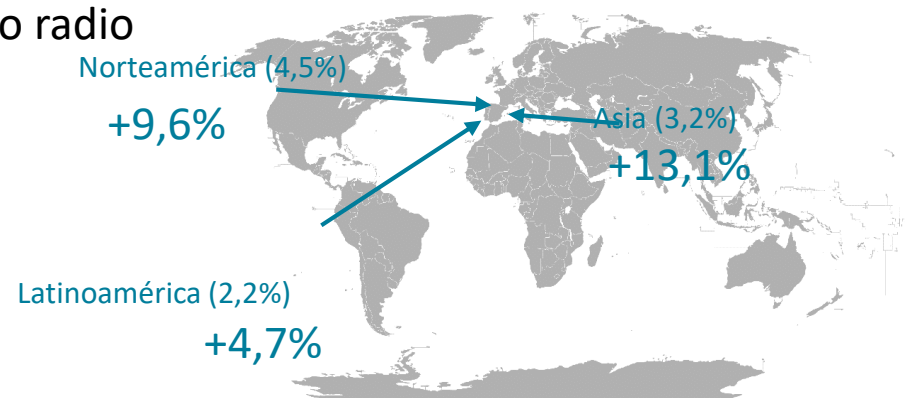 o radio
Norteamérica (4,5%)
+9,6%
Asia (3,2%)
+13,1%
Latinoamérica (2,2%)
+4,7%